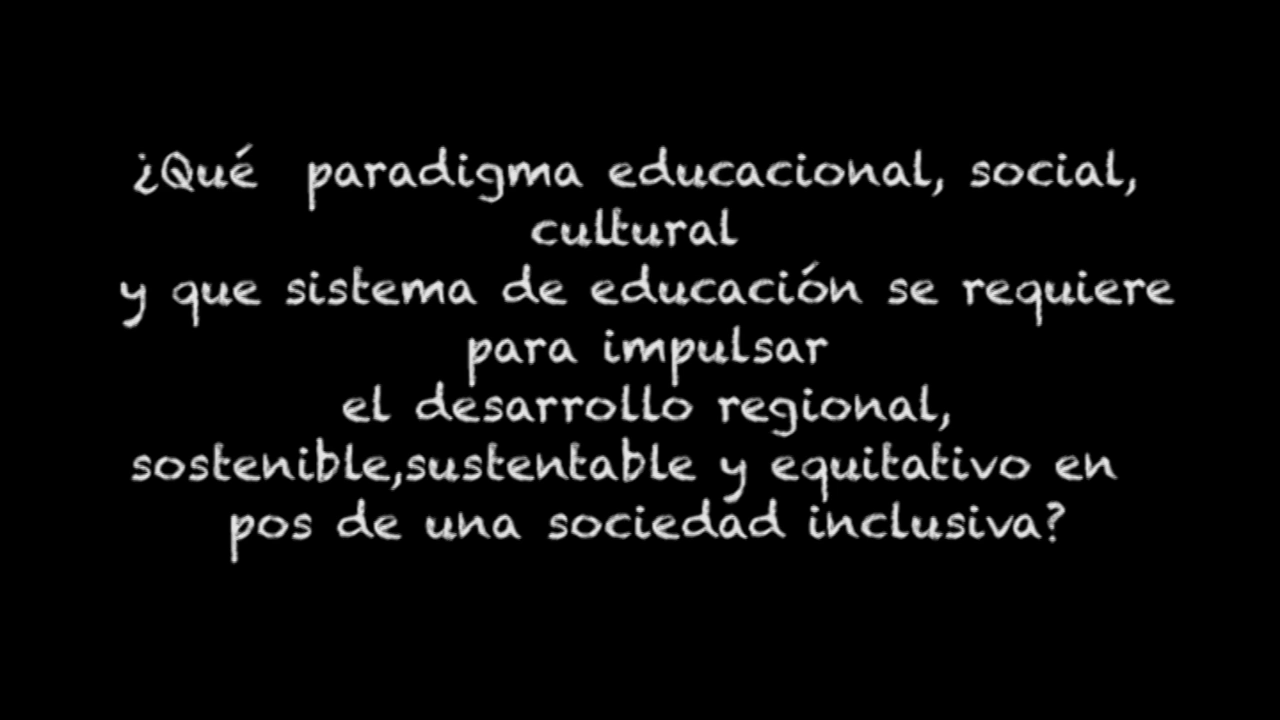 ¿Qué paradigma educacional, social,
cultural
y que sistema de educación se requiere
para impulsar
el desarrollo regional,
sostenible,sustentable y equitativo en
pos de una sociedad inclusiva?